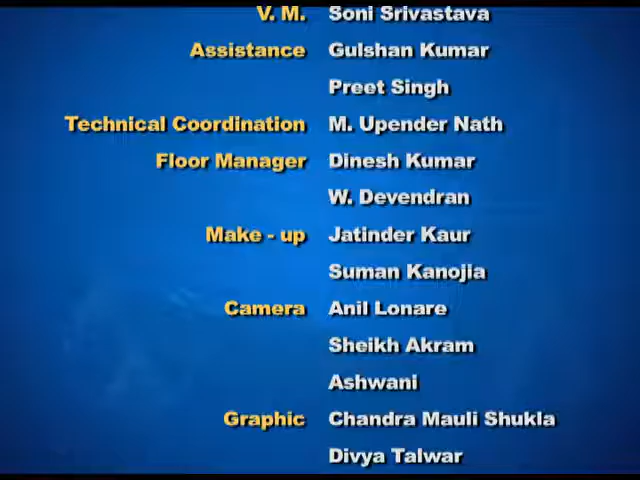 V. M. Soni Srivastava
Assistance Gulshan Kumar
Preet Singh
Technical Coordination M. Upender Nath
Floor Manager Dinesh Kumar
W. Devendran
Make - up Jatinder Kaur
Suman Kanojia
Camera Anil Lonare
Sheikh Akram
Ashwani
Graphic Chandra Mauli Shukla
Divya Talwar